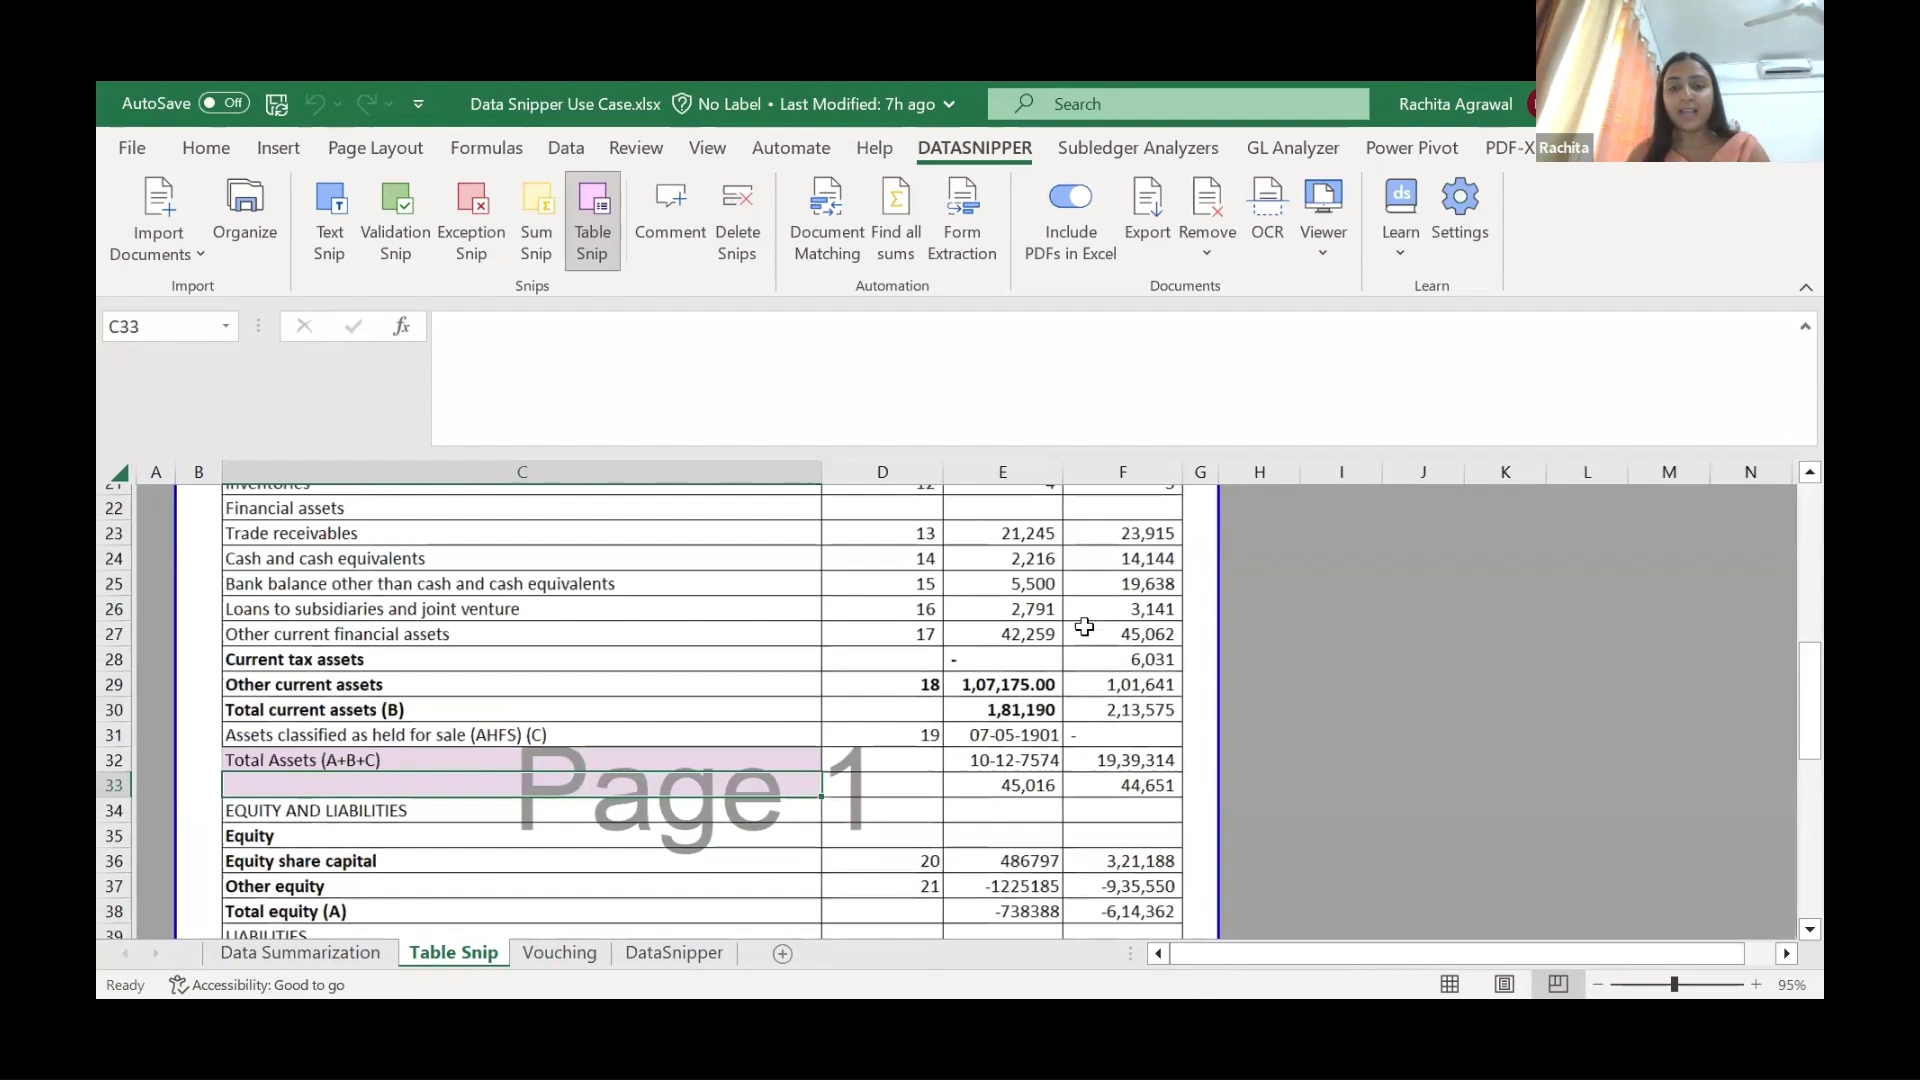 AutoSave Off Data Snipper Use Case.xlsx No Label • Last Modified: 7h ago Search Rachita Agrawal
Rachita
File Home Insert Page Layout Formulas Data Review View Automate Help DATASNIPPER Subledger Analyzers GL Analyzer Power Pivot PDF-X
Import Documents
Organize
Text Snip
Validation Snip
Exception Snip
Sum Snip
Table Snip
Comment
Delete Snips
Document Matching
Find all sums
Form Extraction
Include PDFs in Excel
Export
Remove
OCR
Viewer
Learn
Settings
Import Snips Automation Documents Learn
C33 fx
A B C D E F G H I J K L M N
21 Inventories 12 4 3
22 Financial assets
23 Trade receivables 13 21,245 23,915
24 Cash and cash equivalents 14 2,216 14,144
25 Bank balance other than cash and cash equivalents 15 5,500 19,638
26 Loans to subsidiaries and joint venture 16 2,791 3,141
27 Other current financial assets 17 42,259 45,062
28 Current tax assets - 6,031
29 Other current assets 18 1,07,175.00 1,01,641
30 Total current assets (B) 1,81,190 2,13,575
31 Assets classified as held for sale (AHFS) (C) 19 07-05-1901 -
32 Total Assets (A+B+C) 10-12-7574 19,39,314
33 45,016 44,651
Page 1
34 EQUITY AND LIABILITIES
35 Equity
36 Equity share capital 20 486797 3,21,188
37 Other equity 21 -1225185 -9,35,550
38 Total equity (A) -738388 -6,14,362
39 LIABILITIES
Data Summarization Table Snip Vouching DataSnipper
Ready Accessibility: Good to go 95%